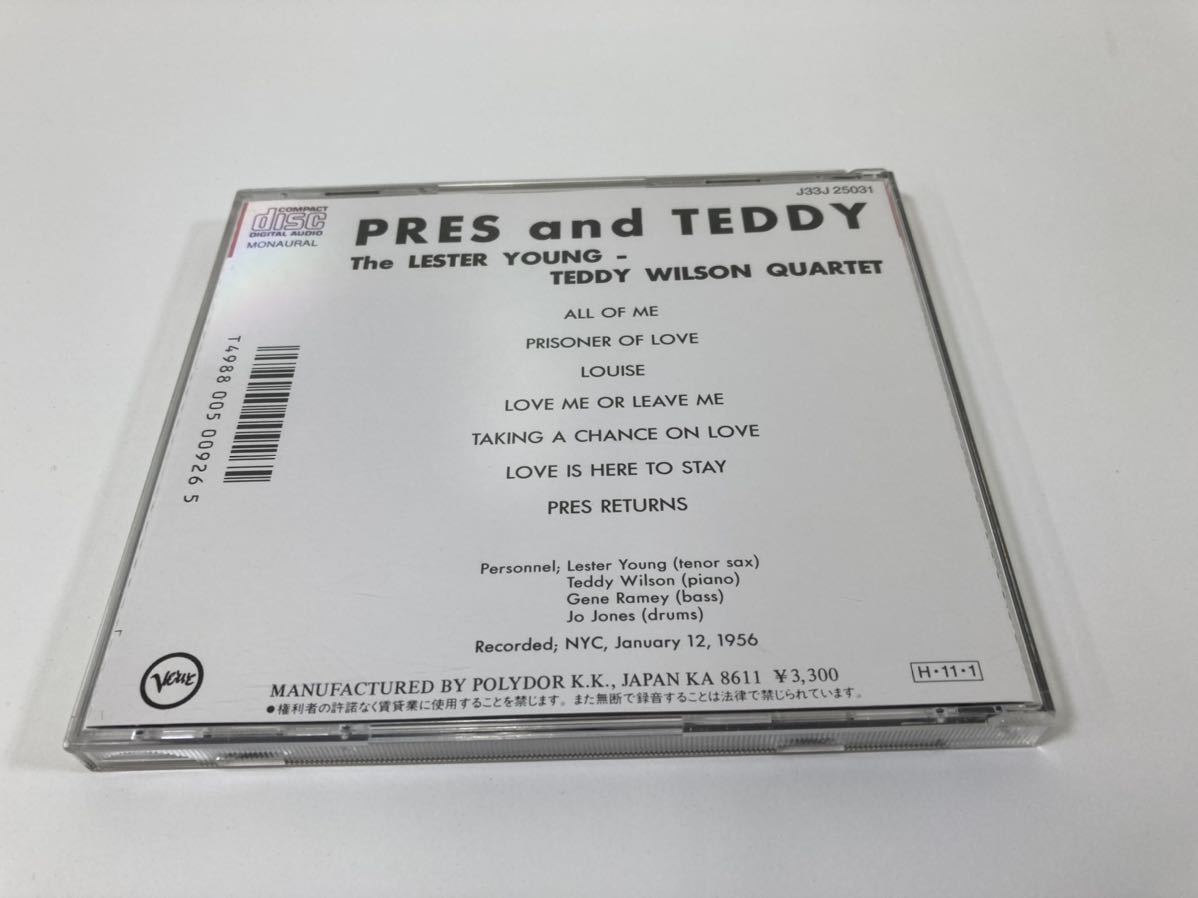 J33J 25031
COMPACT
disc
DIGITAL AUDIO
MONAURAL
PRES and TEDDY
The LESTER YOUNG -
TEDDY WILSON QUARTET
ALL OF ME
PRISONER OF LOVE
LOUISE
LOVE ME OR LEAVE ME
TAKING A CHANCE ON LOVE
LOVE IS HERE TO STAY
PRES RETURNS
T4988 005 00926 5
Personnel; Lester Young (tenor sax)
Teddy Wilson (piano)
Gene Ramey (bass)
Jo Jones (drums)
Recorded; NYC, January 12, 1956
Verve
H・11・1
MANUFACTURED BY POLYDOR K.K., JAPAN KA 8611 ¥3,300
●権利者の許諾なく賃貸業に使用することを禁じます。また無断で録音することは法律で禁じられています。